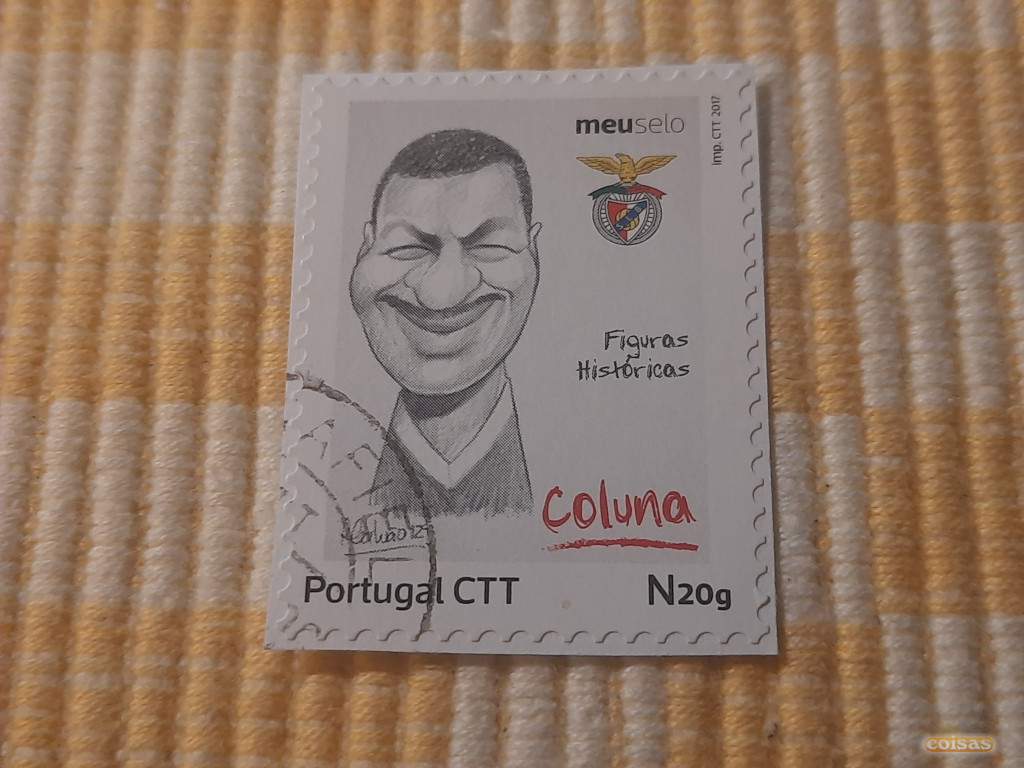 meuselo
imp. CTT 2017
Figuras
Históricas
Coluna
Portugal CTT
N20g
coisas